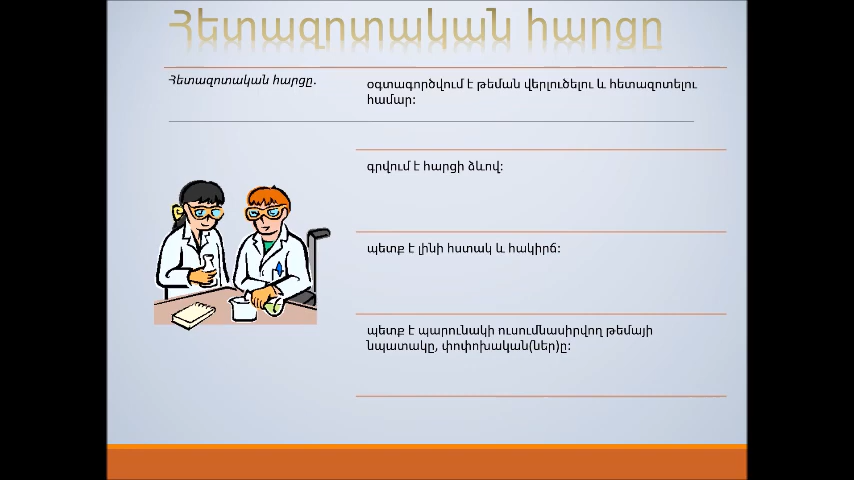 Հետազոտական հարցը
Հետազոտական հարցը.
օգտագործվում է թեման վերլուծելու և հետազոտելու
համար:
գրվում է հարցի ձևով:
պետք է լինի հստակ և հակիրճ:
պետք է պարունակի ուսումնասիրվող թեմայի
նպատակը, փոփոխական(ներ)ը: